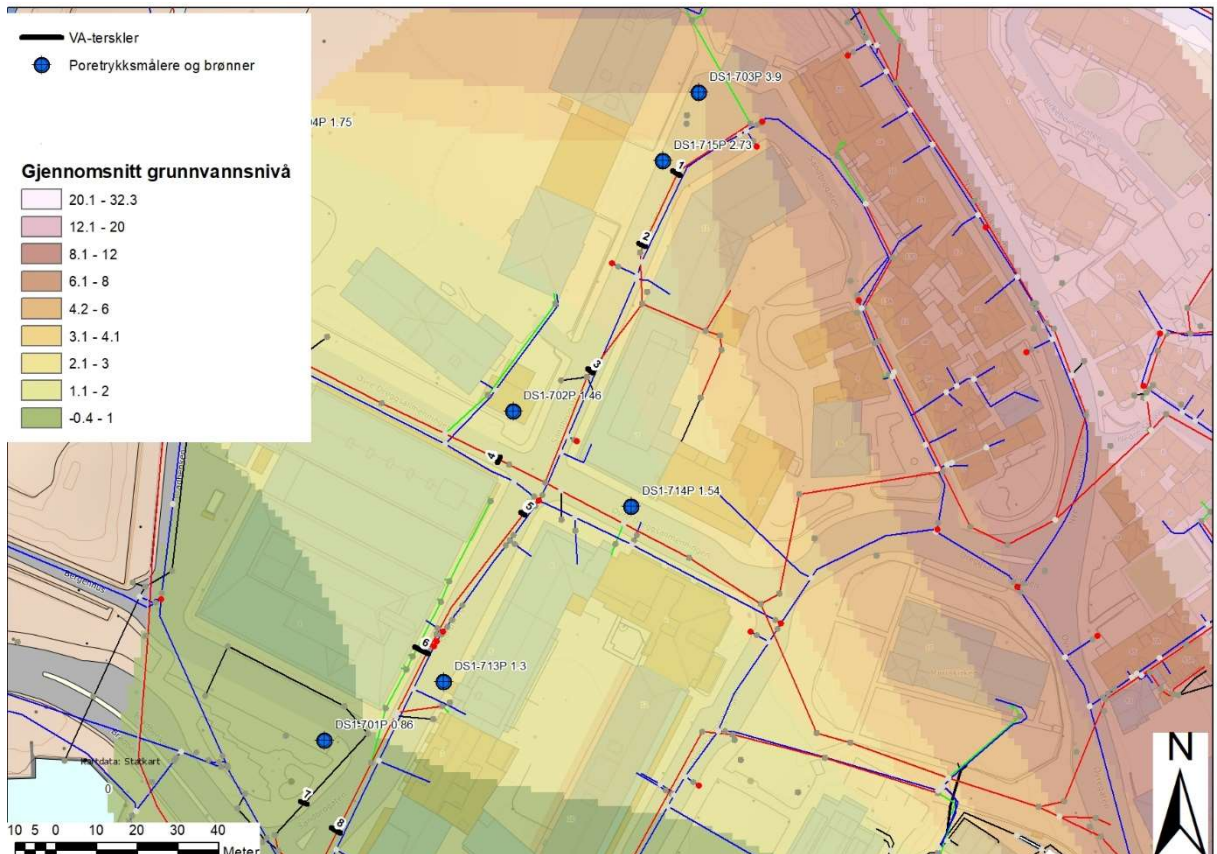 VA-terskler
Poretrykksmålere og brønner
Gjennomsnitt grunnvannsnivå
20.1 - 32.3
12.1 - 20
8.1 - 12
6.1 - 8
4.2 - 6
3.1 - 4.1
2.1 - 3
1.1 - 2
-0.4 - 1
DS1-703P 3.9
04P 1.75
DS1-715P 2.73
1
2
3
DS1-702P 1.46
4
DS1-714P 1.54
5
6
DS1-713P 1.3
DS1-701P 0.86
Kartdata: Statkart
0
7
8
N
10 5 0 10 20 30 40
Meter